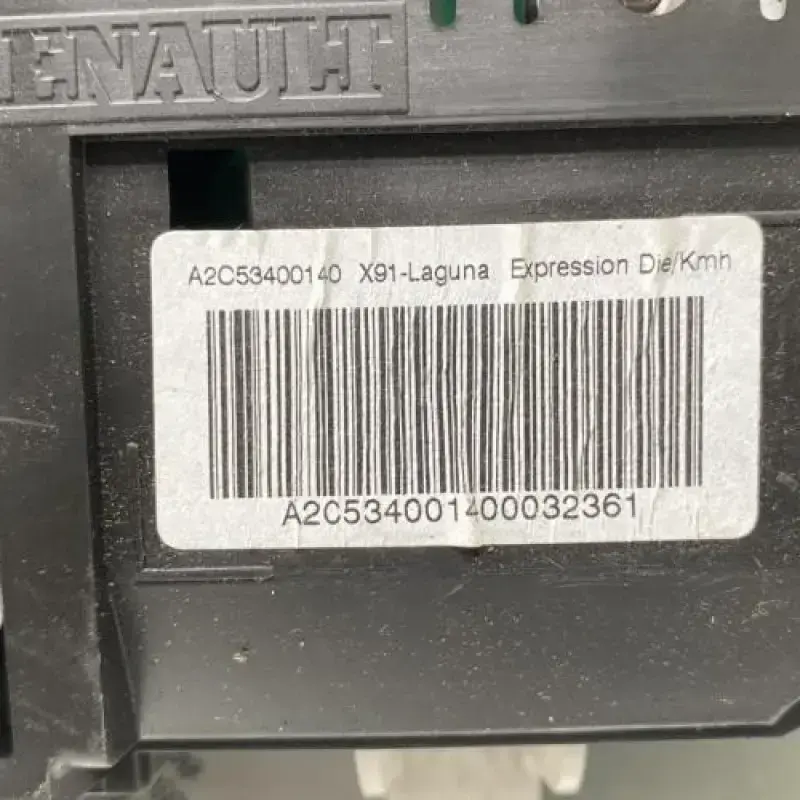 RENAULT
A2C53400140 X91-Laguna Expression Die/Kmh
A2C534001400032361